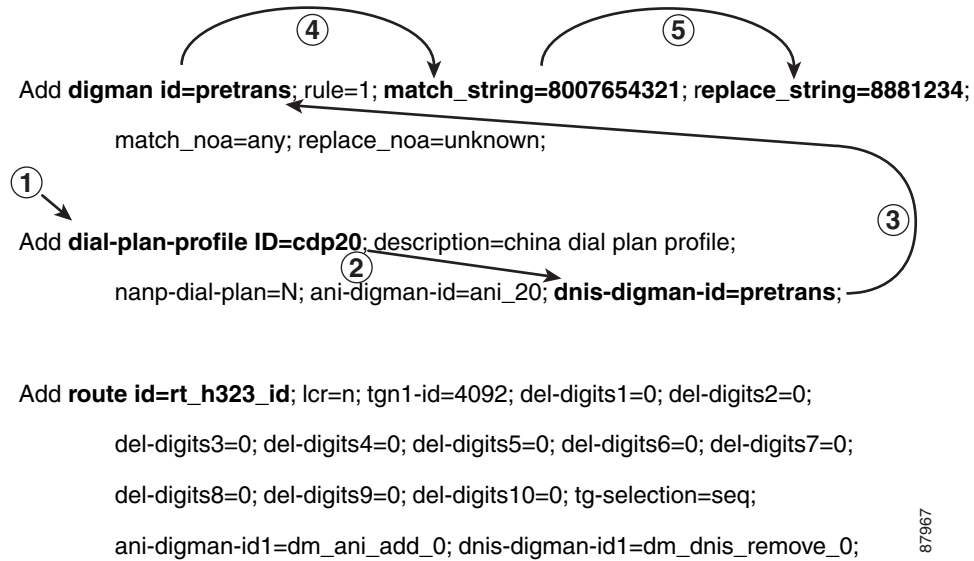 ④ ⑤
Add digman id=pretrans; rule=1; match_string=8007654321; replace_string=8881234;
match_noa=any; replace_noa=unknown;
①
③
Add dial-plan-profile ID=cdp20; description=china dial plan profile;
②
nanp-dial-plan=N; ani-digman-id=ani_20; dnis-digman-id=pretrans;
Add route id=rt_h323_id; lcr=n; tgn1-id=4092; del-digits1=0; del-digits2=0;
del-digits3=0; del-digits4=0; del-digits5=0; del-digits6=0; del-digits7=0;
del-digits8=0; del-digits9=0; del-digits10=0; tg-selection=seq;
ani-digman-id1=dm_ani_add_0; dnis-digman-id1=dm_dnis_remove_0;
87967